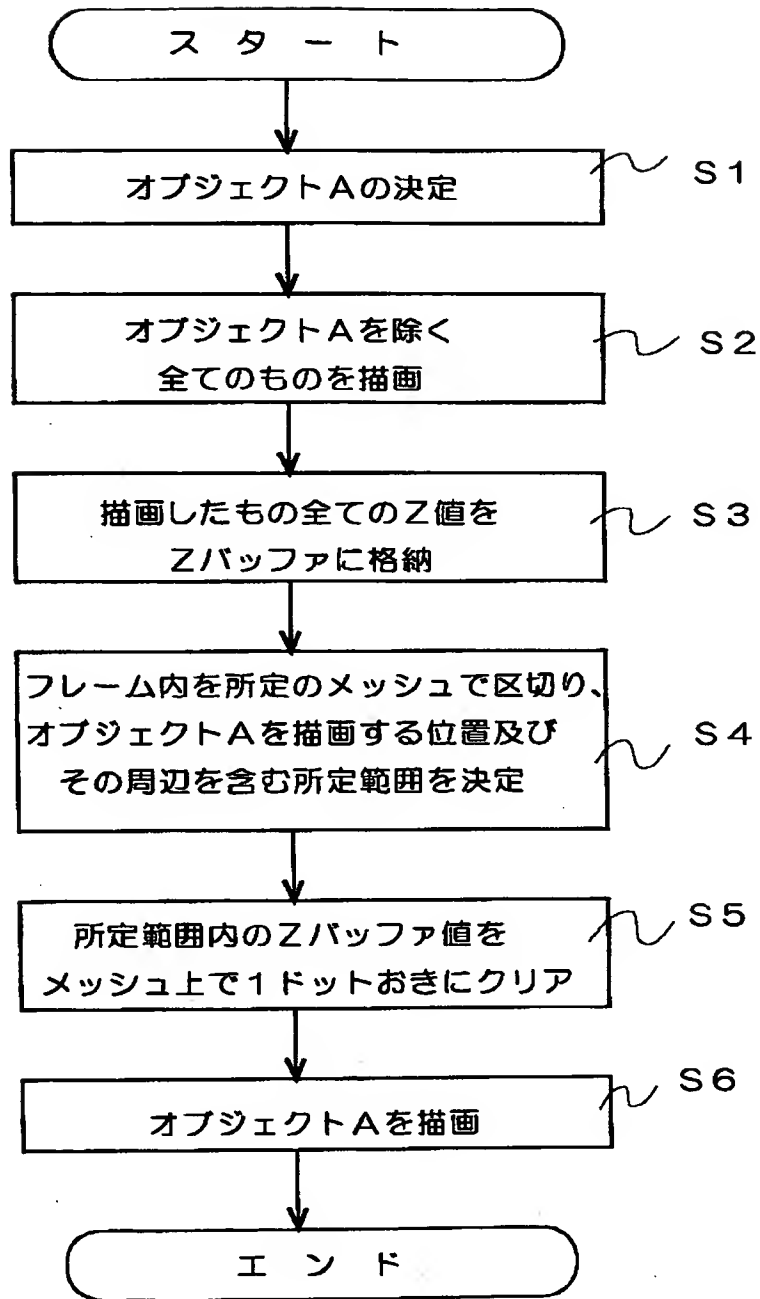 スタート
オブジェクトAの決定
S1
オブジェクトAを除く
全てのものを描画
S2
描画したもの全てのZ値を
Zバッファに格納
S3
フレーム内を所定のメッシュで区切り、
オブジェクトAを描画する位置及び
その周辺を含む所定範囲を決定
S4
所定範囲内のZバッファ値を
メッシュ上で1ドットおきにクリア
S5
オブジェクトAを描画
S6
エンド